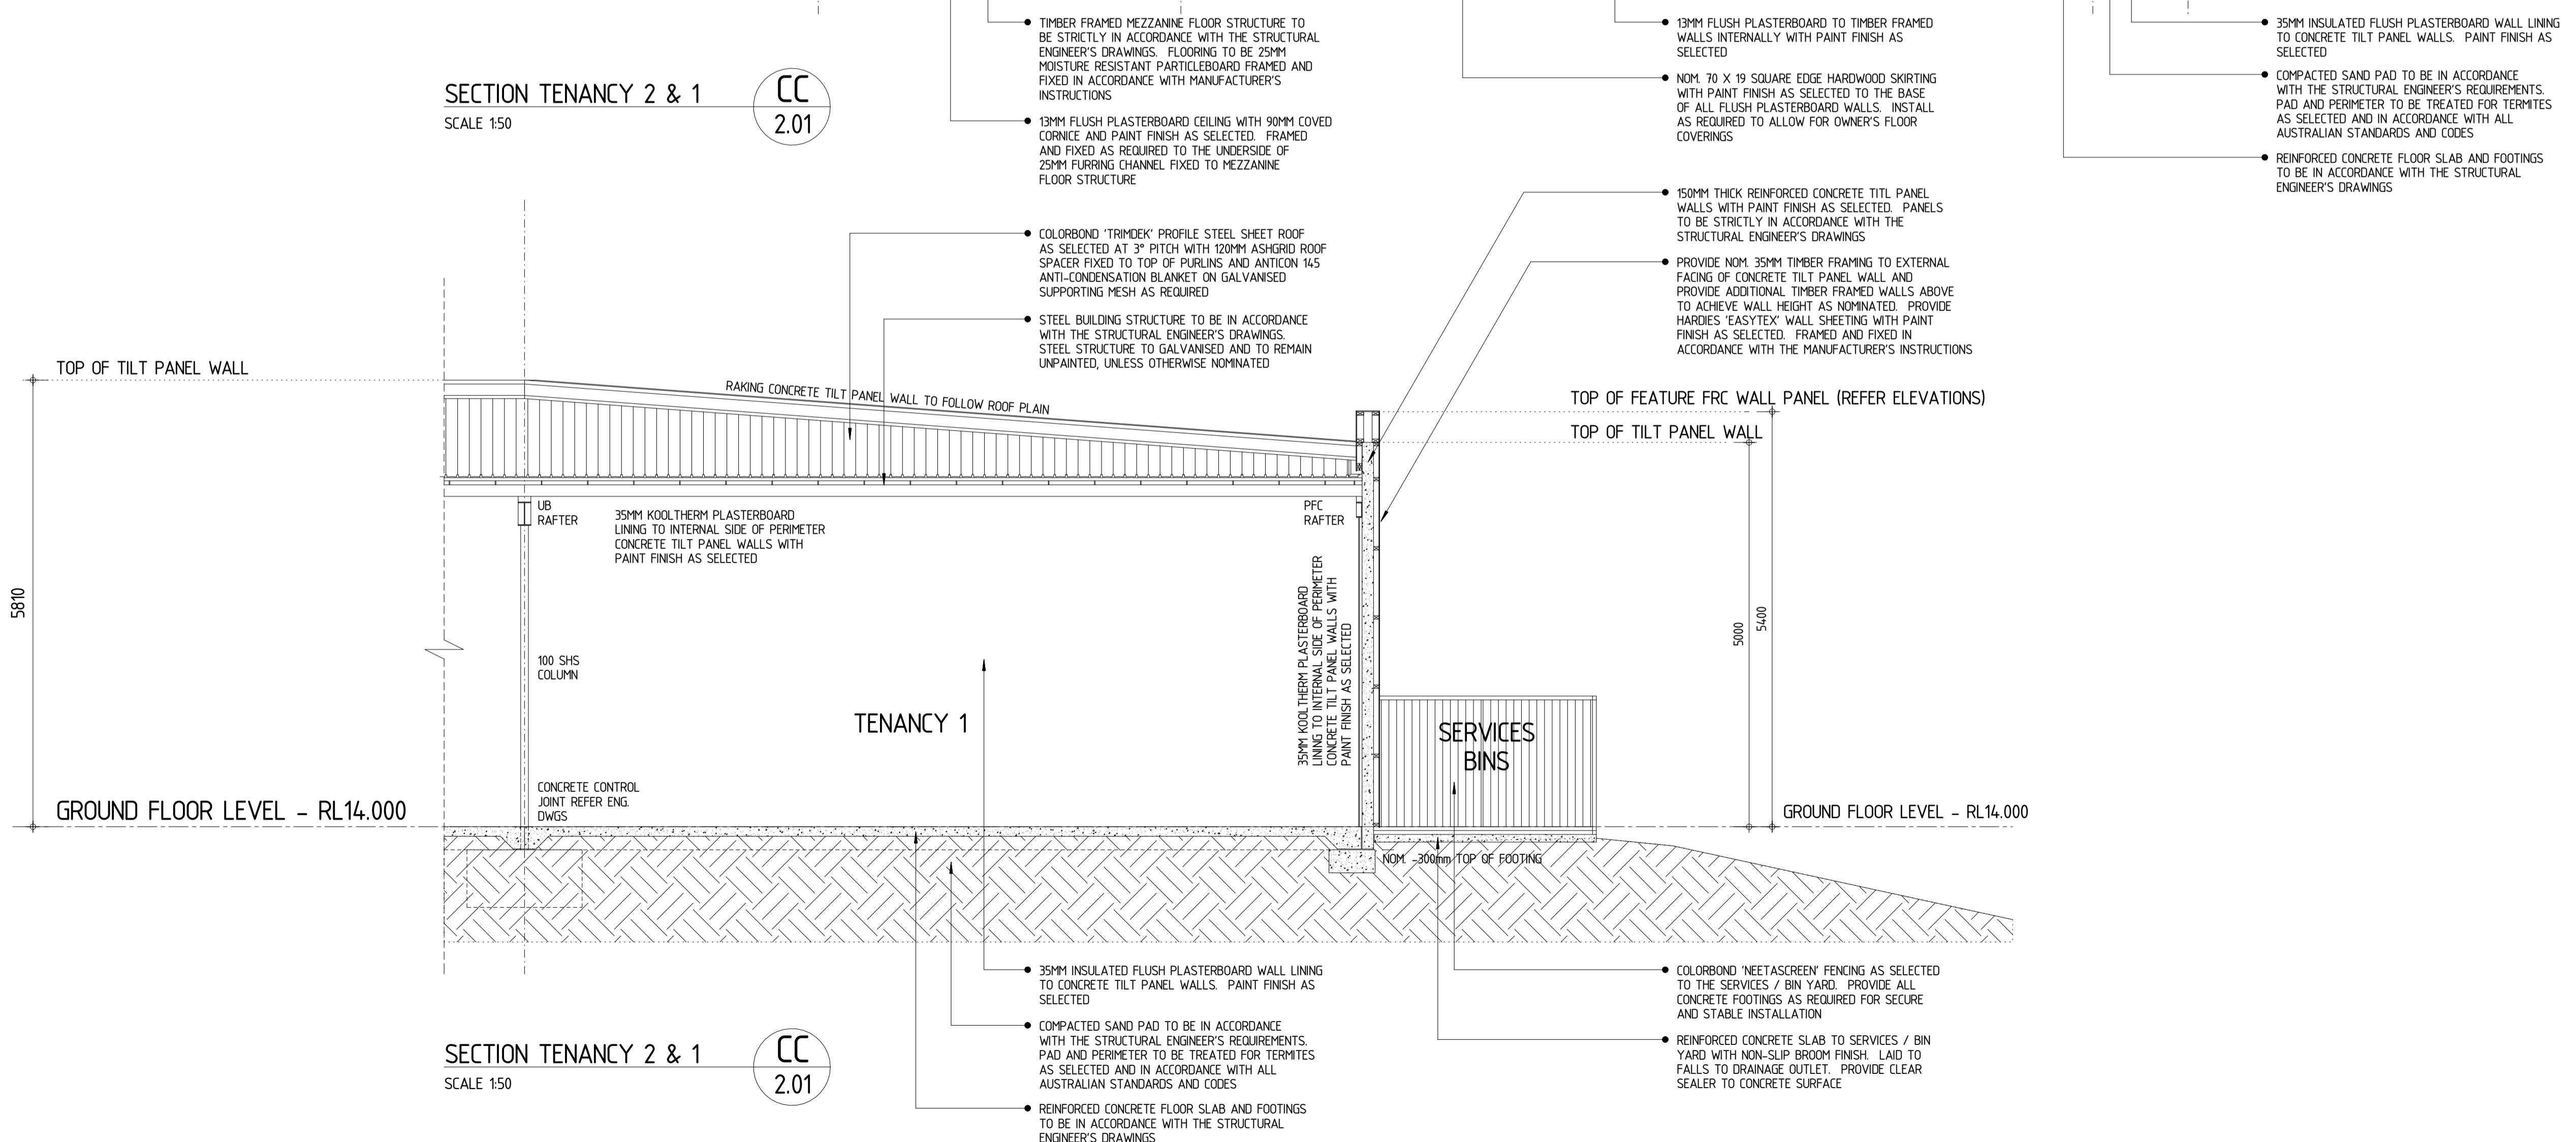 TIMBER FRAMED MEZZANINE FLOOR STRUCTURE TO
BE STRICTLY IN ACCORDANCE WITH THE STRUCTURAL
ENGINEER'S DRAWINGS. FLOORING TO BE 25MM
MOISTURE RESISTANT PARTICLEBOARD FRAMED AND
FIXED IN ACCORDANCE WITH MANUFACTURER'S
INSTRUCTIONS
13MM FLUSH PLASTERBOARD CEILING WITH 90MM COVED
CORNICE AND PAINT FINISH AS SELECTED. FRAMED
AND FIXED AS REQUIRED TO THE UNDERSIDE OF
25MM FURRING CHANNEL FIXED TO MEZZANINE
FLOOR STRUCTURE
13MM FLUSH PLASTERBOARD TO TIMBER FRAMED
WALLS INTERNALLY WITH PAINT FINISH AS
SELECTED
NOM. 70 X 19 SQUARE EDGE HARDWOOD SKIRTING
WITH PAINT FINISH AS SELECTED TO THE BASE
OF ALL FLUSH PLASTERBOARD WALLS. INSTALL
AS REQUIRED TO ALLOW FOR OWNER'S FLOOR
COVERINGS
35MM INSULATED FLUSH PLASTERBOARD WALL LINING
TO CONCRETE TILT PANEL WALLS. PAINT FINISH AS
SELECTED
COMPACTED SAND PAD TO BE IN ACCORDANCE
WITH THE STRUCTURAL ENGINEER'S REQUIREMENTS.
PAD AND PERIMETER TO BE TREATED FOR TERMITES
AS SELECTED AND IN ACCORDANCE WITH ALL
AUSTRALIAN STANDARDS AND CODES
REINFORCED CONCRETE FLOOR SLAB AND FOOTINGS
TO BE IN ACCORDANCE WITH THE STRUCTURAL
ENGINEER'S DRAWINGS
SECTION TENANCY 2 & 1
SCALE 1:50
CC
2.01
COLORBOND 'TRIMDEK' PROFILE STEEL SHEET ROOF
AS SELECTED AT 3° PITCH WITH 120MM ASHGRID ROOF
SPACER FIXED TO TOP OF PURLINS AND ANTICON 145
ANTI-CONDENSATION BLANKET ON GALVANISED
SUPPORTING MESH AS REQUIRED
STEEL BUILDING STRUCTURE TO BE IN ACCORDANCE
WITH THE STRUCTURAL ENGINEER'S DRAWINGS.
STEEL STRUCTURE TO GALVANISED AND TO REMAIN
UNPAINTED, UNLESS OTHERWISE NOMINATED
150MM THICK REINFORCED CONCRETE TITL PANEL
WALLS WITH PAINT FINISH AS SELECTED. PANELS
TO BE STRICTLY IN ACCORDANCE WITH THE
STRUCTURAL ENGINEER'S DRAWINGS
PROVIDE NOM. 35MM TIMBER FRAMING TO EXTERNAL
FACING OF CONCRETE TILT PANEL WALL AND
PROVIDE ADDITIONAL TIMBER FRAMED WALLS ABOVE
TO ACHIEVE WALL HEIGHT AS NOMINATED. PROVIDE
HARDIES 'EASYTEX' WALL SHEETING WITH PAINT
FINISH AS SELECTED. FRAMED AND FIXED IN
ACCORDANCE WITH THE MANUFACTURER'S INSTRUCTIONS
TOP OF TILT PANEL WALL
RAKING CONCRETE TILT PANEL WALL TO FOLLOW ROOF PLAIN
TOP OF FEATURE FRC WALL PANEL (REFER ELEVATIONS)
TOP OF TILT PANEL WALL
UB
RAFTER
35MM KOOLTHERM PLASTERBOARD
LINING TO INTERNAL SIDE OF PERIMETER
CONCRETE TILT PANEL WALLS WITH
PAINT FINISH AS SELECTED
PFC
RAFTER
35MM KOOLTHERM PLASTERBOARD
LINING TO INTERNAL SIDE OF PERIMETER
CONCRETE TILT PANEL WALLS WITH
PAINT FINISH AS SELECTED
5810
5000
5400
100 SHS
COLUMN
TENANCY 1
SERVICES
BINS
CONCRETE CONTROL
JOINT REFER ENG.
DWGS
GROUND FLOOR LEVEL - RL14.000
GROUND FLOOR LEVEL - RL14.000
NOM. -300mm TOP OF FOOTING
35MM INSULATED FLUSH PLASTERBOARD WALL LINING
TO CONCRETE TILT PANEL WALLS. PAINT FINISH AS
SELECTED
COMPACTED SAND PAD TO BE IN ACCORDANCE
WITH THE STRUCTURAL ENGINEER'S REQUIREMENTS.
PAD AND PERIMETER TO BE TREATED FOR TERMITES
AS SELECTED AND IN ACCORDANCE WITH ALL
AUSTRALIAN STANDARDS AND CODES
REINFORCED CONCRETE FLOOR SLAB AND FOOTINGS
TO BE IN ACCORDANCE WITH THE STRUCTURAL
ENGINEER'S DRAWINGS
COLORBOND 'NEETASCREEN' FENCING AS SELECTED
TO THE SERVICES / BIN YARD. PROVIDE ALL
CONCRETE FOOTINGS AS REQUIRED FOR SECURE
AND STABLE INSTALLATION
REINFORCED CONCRETE SLAB TO SERVICES / BIN
YARD WITH NON-SLIP BROOM FINISH. LAID TO
FALLS TO DRAINAGE OUTLET. PROVIDE CLEAR
SEALER TO CONCRETE SURFACE
SECTION TENANCY 2 & 1
SCALE 1:50
CC
2.01